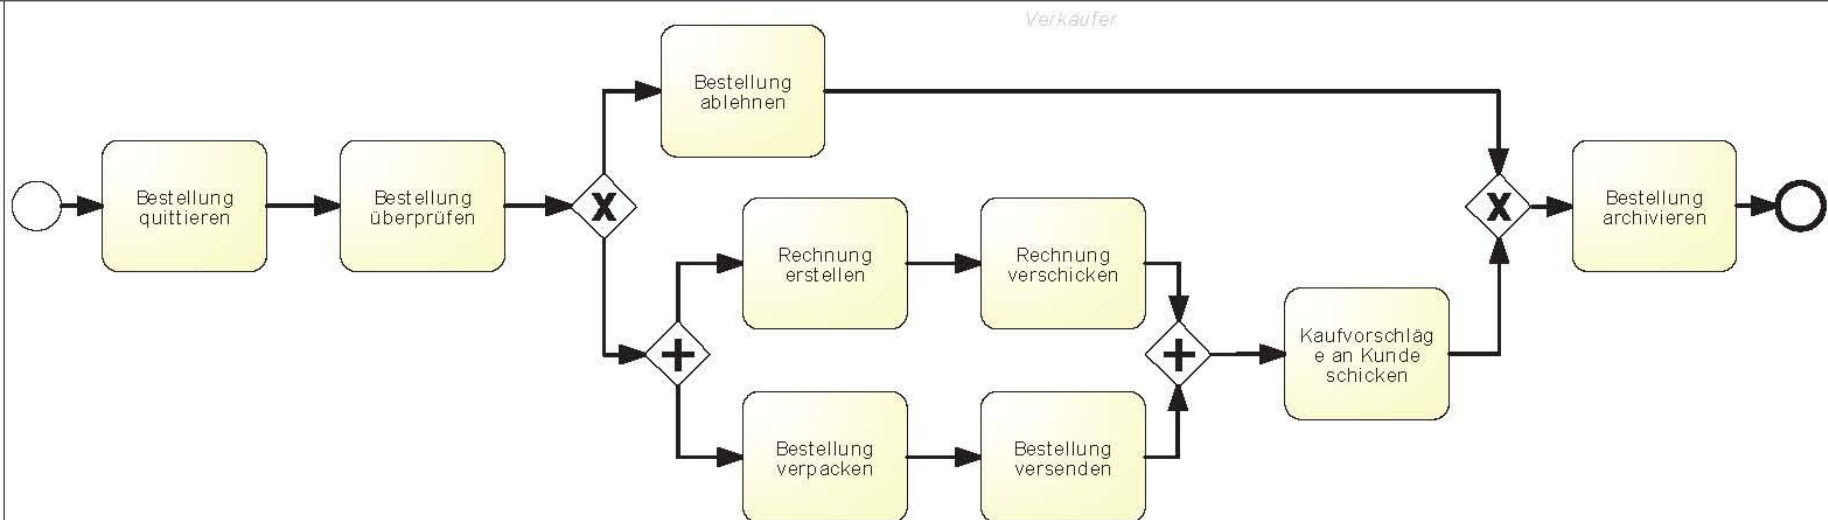 Verkäufer
Bestellung
ablehnen
Bestellung
quittieren
Bestellung
überprüfen
X
Rechnung
erstellen
Rechnung
verschicken
Bestellung
verpacken
Bestellung
versenden
Kaufvorschläg
e an Kunde
schicken
X
Bestellung
archivieren